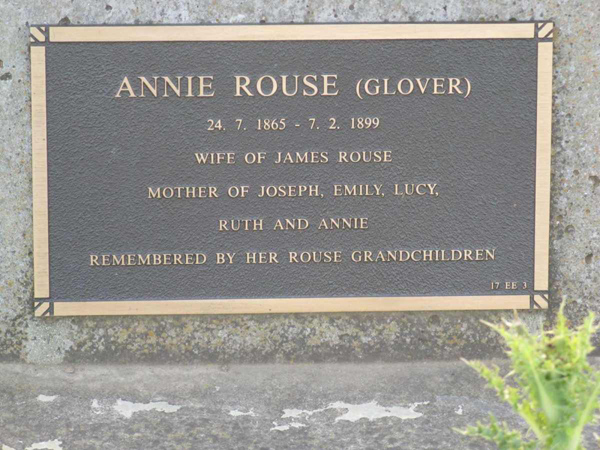 ANNIE ROUSE (GLOVER)
24. 7. 1865 - 7. 2. 1899
WIFE OF JAMES ROUSE
MOTHER OF JOSEPH, EMILY, LUCY,
RUTH AND ANNIE
REMEMBERED BY HER ROUSE GRANDCHILDREN
17 EE 3